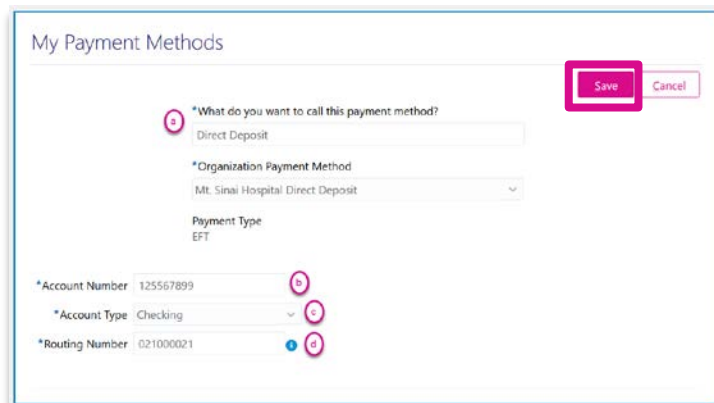 My Payment Methods
Save Cancel
*What do you want to call this payment method?
a
Direct Deposit
*Organization Payment Method
Mt. Sinai Hospital Direct Deposit
Payment Type
EFT
*Account Number 125567899 b
*Account Type Checking c
*Routing Number 021000021 d